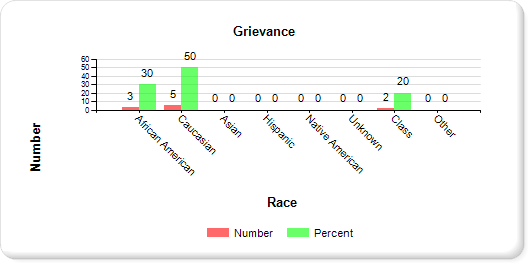 Grievance
Number
60
50
40
30
20
10
0
3 30 5 50 0 0 0 0 0 0 0 0 2 20 0 0
African American
Caucasian
Asian
Hispanic
Native American
Unknown
Class
Other
Race
Number Percent